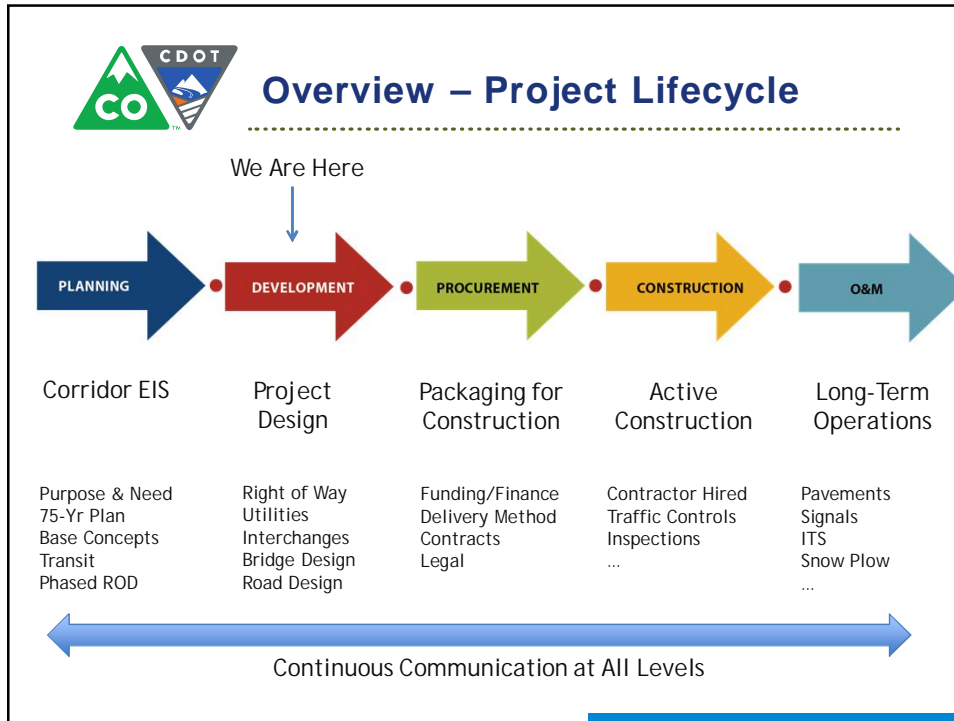 CDOT
CO
TM
Overview – Project Lifecycle
We Are Here
PLANNING
DEVELOPMENT
PROCUREMENT
CONSTRUCTION
O&M
Corridor EIS
Project
Design
Packaging for
Construction
Active
Construction
Long-Term
Operations
Purpose & Need
75-Yr Plan
Base Concepts
Transit
Phased ROD
Right of Way
Utilities
Interchanges
Bridge Design
Road Design
Funding/Finance
Delivery Method
Contracts
Legal
Contractor Hired
Traffic Controls
Inspections
...
Pavements
Signals
ITS
Snow Plow
...
Continuous Communication at All Levels